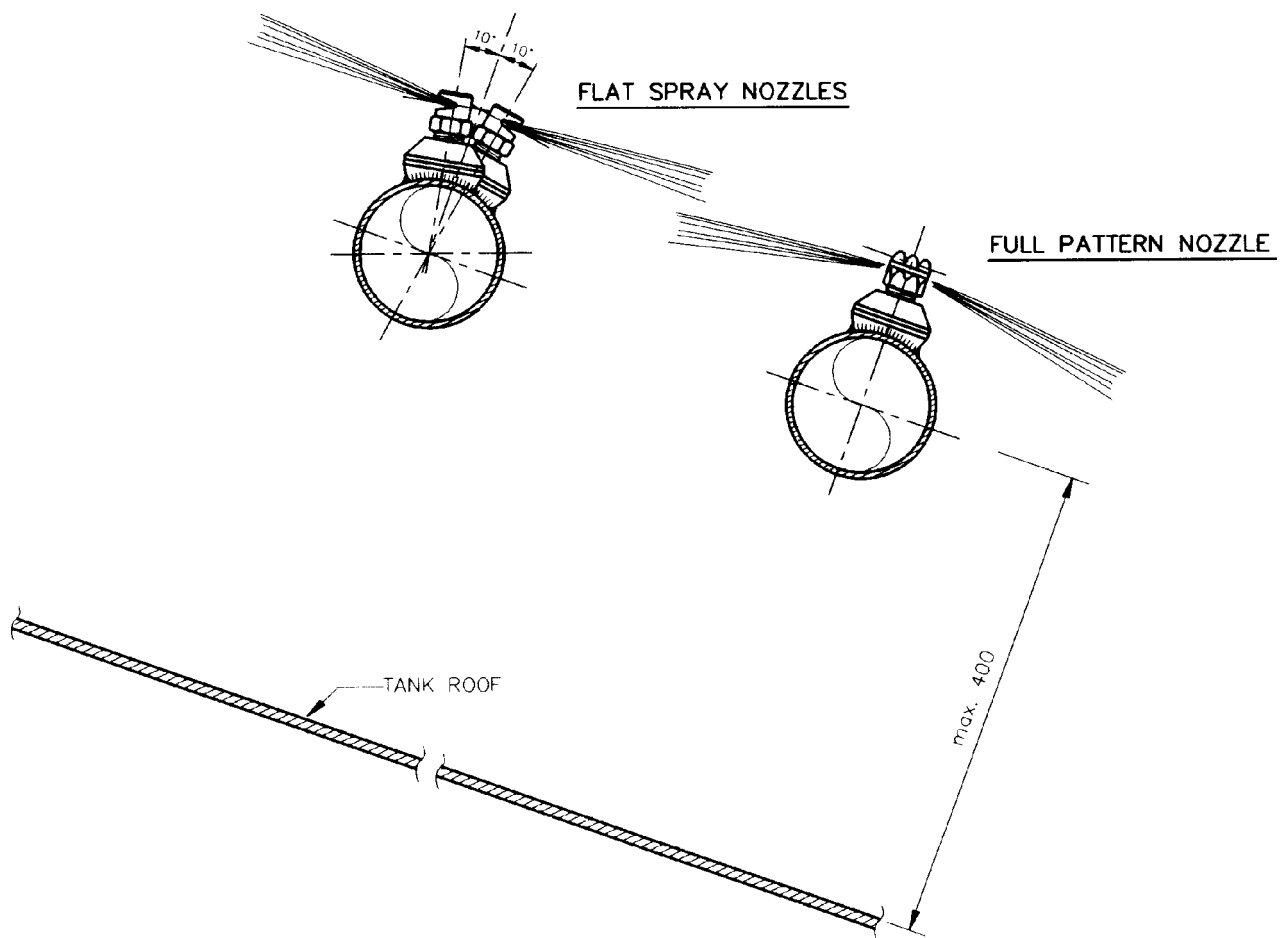 10° 10°
FLAT SPRAY NOZZLES
FULL PATTERN NOZZLE
TANK ROOF
max. 400